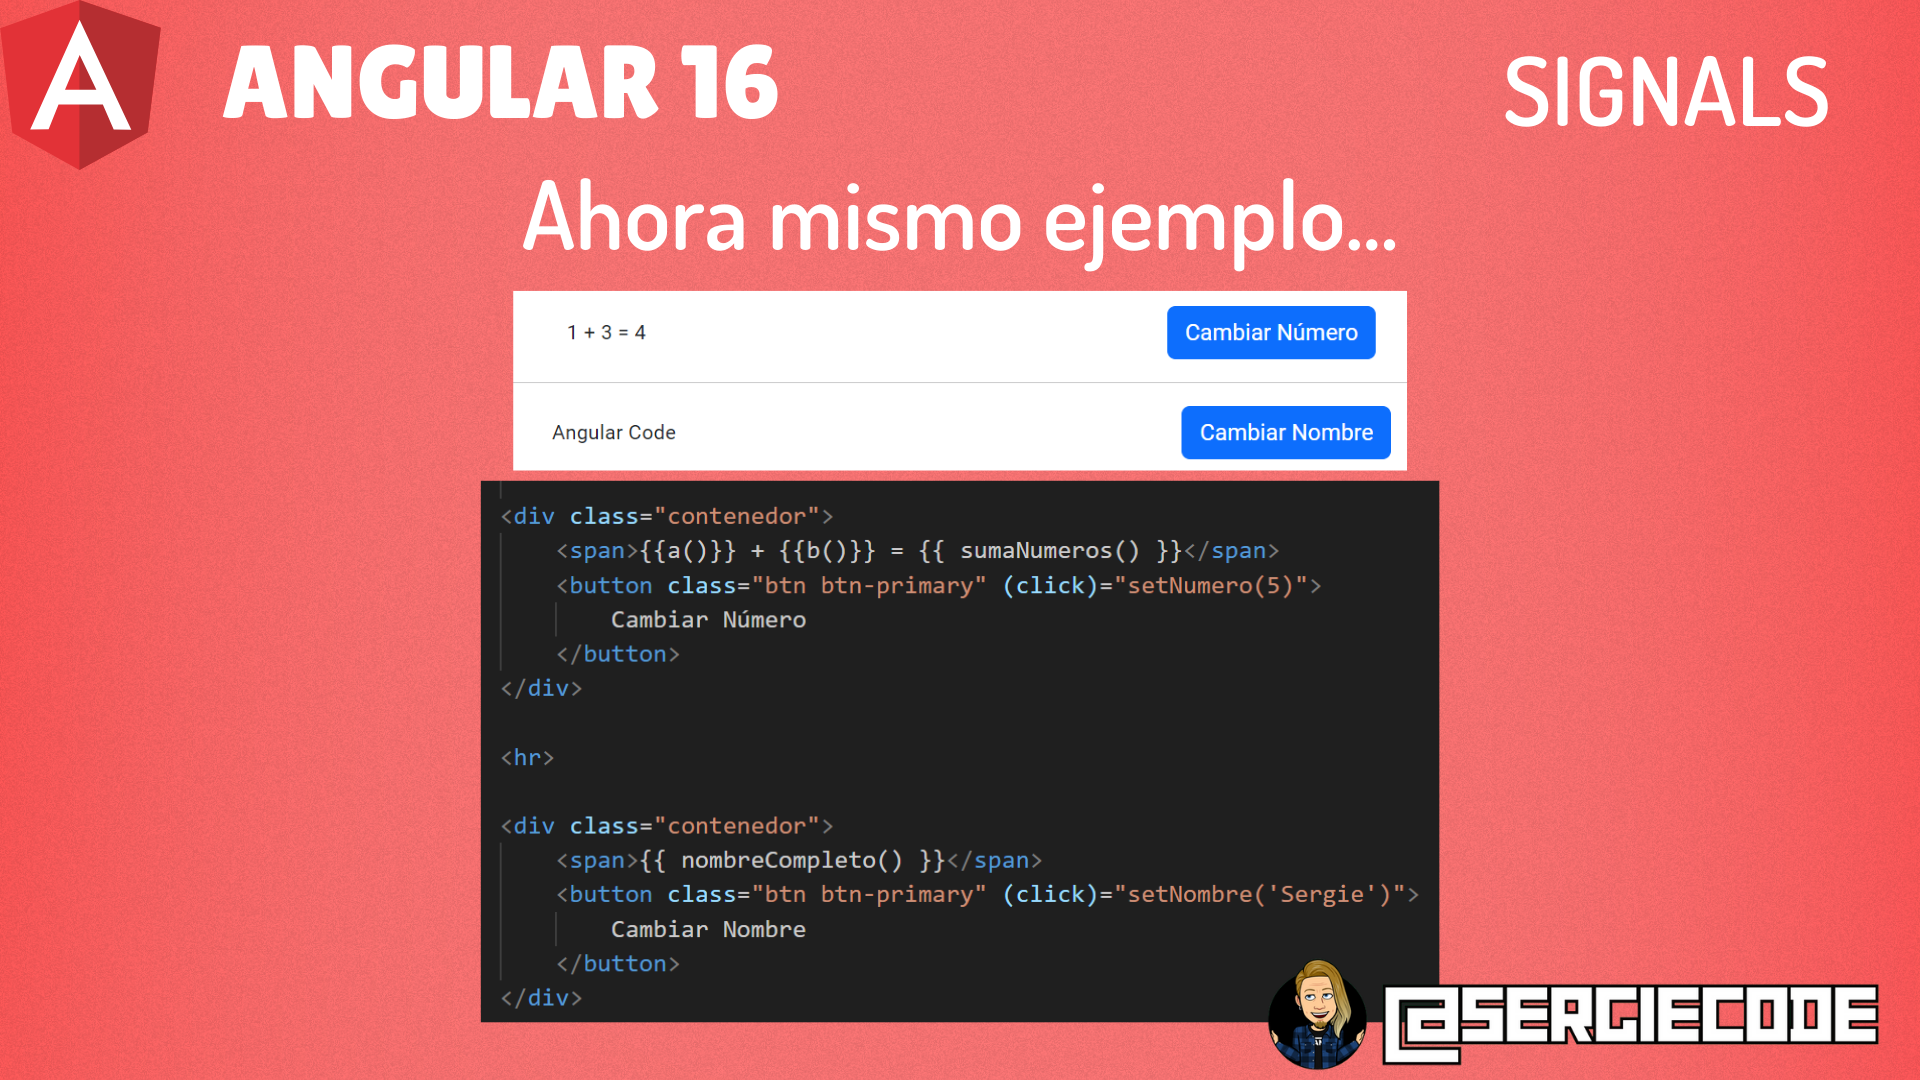 ANGULAR 16
SIGNALS
Ahora mismo ejemplo...
1 + 3 = 4
Cambiar Número
Angular Code
Cambiar Nombre
<div class="contenedor">
<span>{{a()}} + {{b()}} = {{ sumaNumeros() }}</span>
<button class="btn btn-primary" (click)="setNumero(5)">
Cambiar Número
</button>
</div>
<hr>
<div class="contenedor">
<span>{{ nombreCompleto() }}</span>
<button class="btn btn-primary" (click)="setNombre('Sergie')">
Cambiar Nombre
</button>
</div>
@SERGIECODE